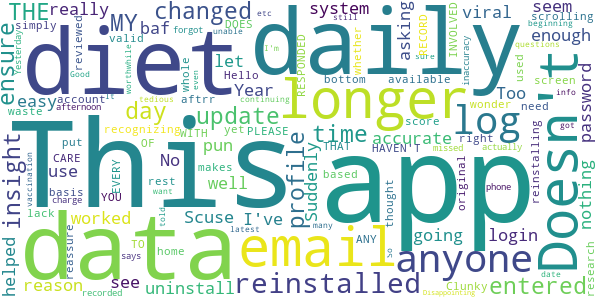 THE really MY changed daily system asking viral seem scrolling
reviewed baf enough
ensure simply diet valid DOES let RESPONDED whether RECORD INVOLVED inaccuracy beginning
Yesterday's Good worthwhile forgot etc unable still I'm even sure
waste easy account it whole Hello Year longer bottom available used screen questions
afternoon tedious aftrr continuing
day update PLEASE Too wonder need info
This recognizing WITH yet score log password
insight OF pun time accurate right got
put EVERY No THAT HAVEN'T missed actually app Doesn't
CARE makes well profile Suddenly based original reinstalling nothing
use basis YOU rest want thought phone
helped lack charge worked Scuse I've ANY going login
data TO home told latest many So email anyone entered research
reason reassure see says recorded uninstall reinstalled Clunky Disappointing date
vaccination